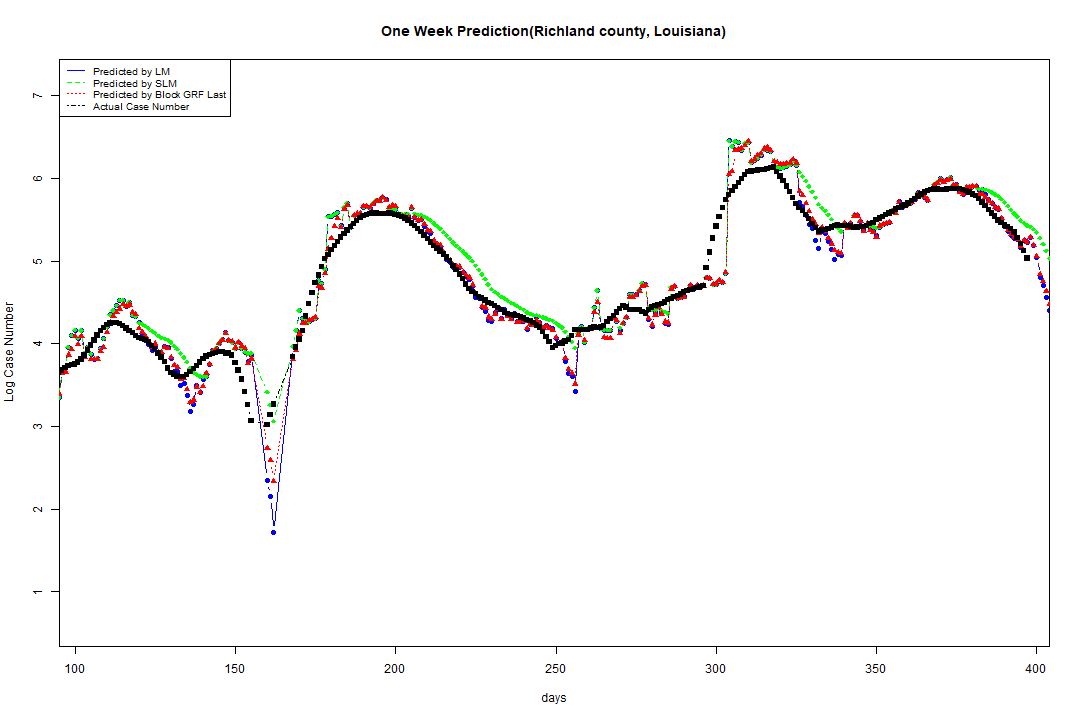 One Week Prediction(Richland county, Louisiana)
Predicted by LM
Predicted by SLM
Predicted by Block GRF Last
Actual Case Number
7
6
5
4
3
2
1
Log Case Number
100 150 200 250 300 350 400
days